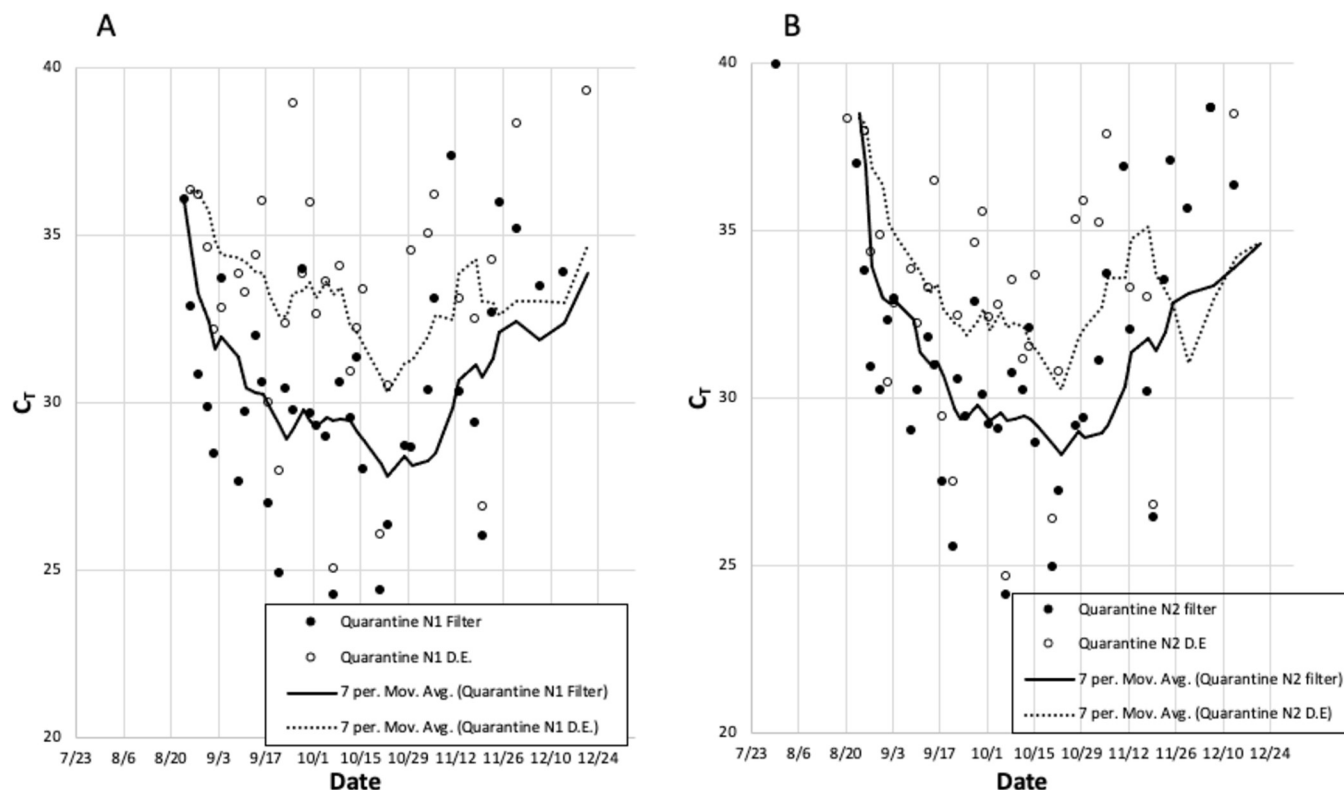 A
40
35
30
25
20
C_T
7/23 8/6 8/20 9/3 9/17 10/1 10/15 10/29 11/12 11/26 12/10 12/24
Date
Quarantine N1 Filter
Quarantine N1 D.E.
7 per. Mov. Avg. (Quarantine N1 Filter)
7 per. Mov. Avg. (Quarantine N1 D.E.)
B
40
35
30
25
20
C_T
7/23 8/6 8/20 9/3 9/17 10/1 10/15 10/29 11/12 11/26 12/10 12/24
Date
Quarantine N2 filter
Quarantine N2 D.E
7 per. Mov. Avg. (Quarantine N2 filter)
7 per. Mov. Avg. (Quarantine N2 D.E)